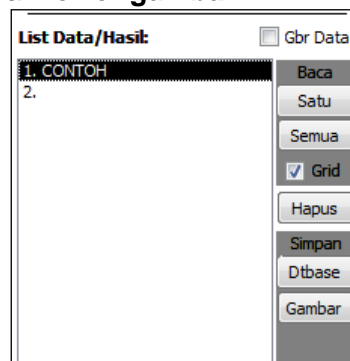 List Data/Hasil:
Gbr Data
1. CONTOH
2.
Baca
Satu
Semua
Grid
Hapus
Simpan
Dtbase
Gambar